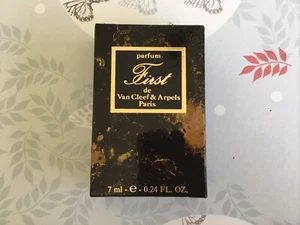 parfum
First
de
Van Cleef & Arpels
Paris
7 ml - e - 0.24 FL. OZ.